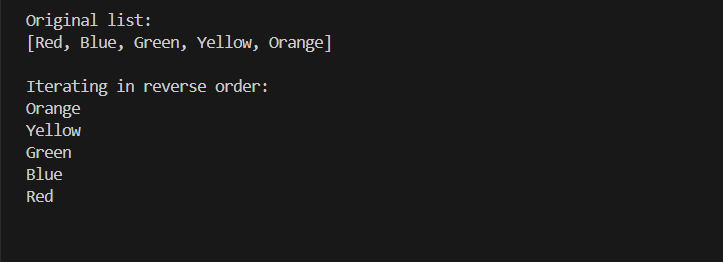 Original list:
[Red, Blue, Green, Yellow, Orange]
Iterating in reverse order:
Orange
Yellow
Green
Blue
Red